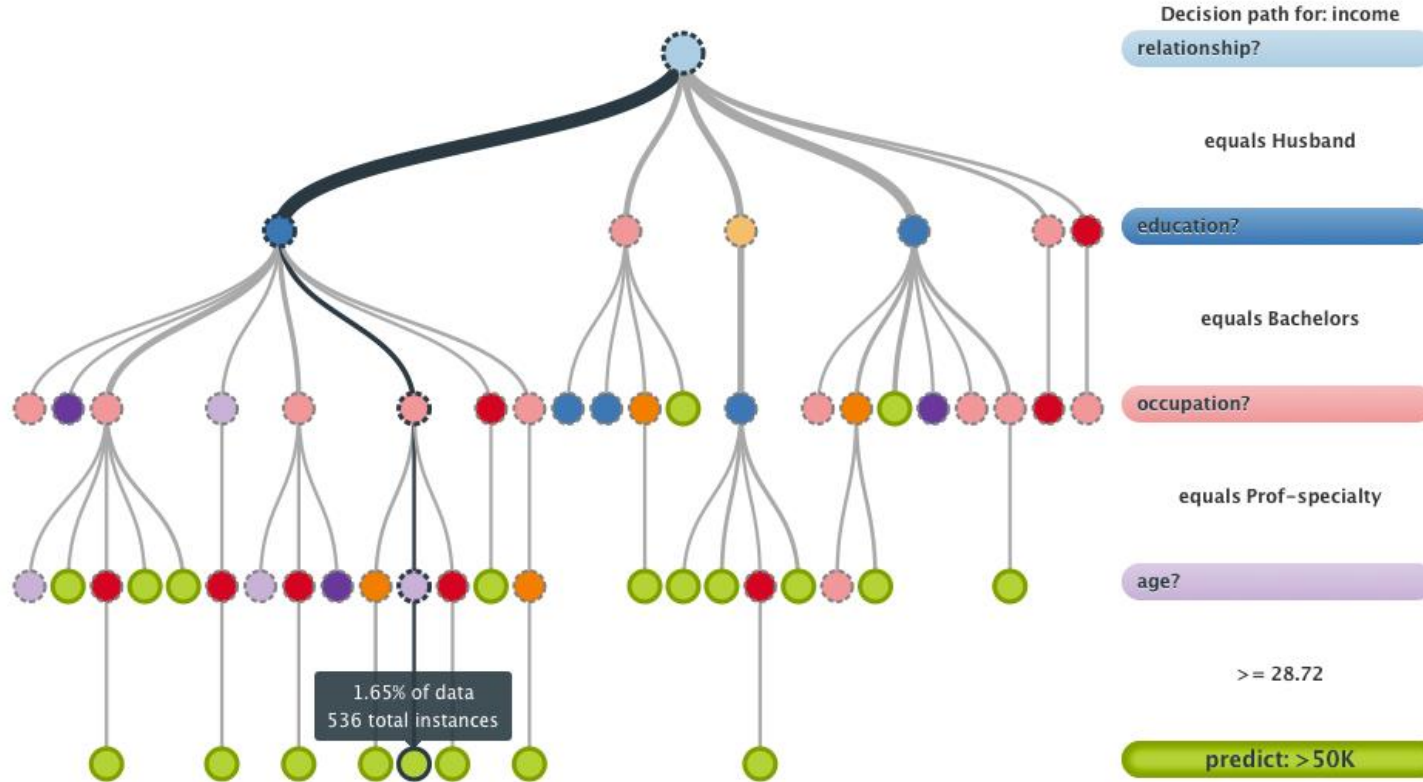 Decision path for: income
relationship?
equals Husband
education?
equals Bachelors
occupation?
equals Prof-specialty
age?
>= 28.72
1.65% of data
536 total instances
predict: >50K